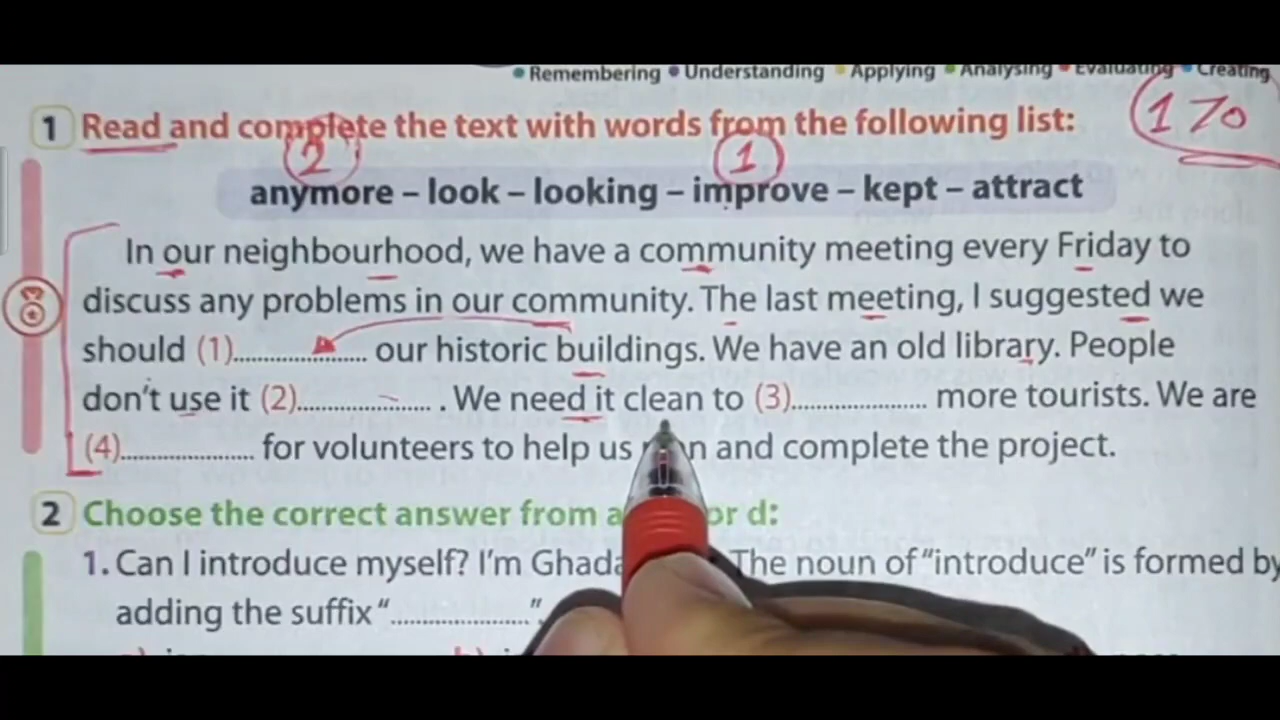 Remembering Understanding Applying Analysing Evaluating Creating
170
1 Read and complete the text with words from the following list:
2 1
anymore – look – looking – improve – kept – attract
In our neighbourhood, we have a community meeting every Friday to
discuss any problems in our community. The last meeting, I suggested we
should (1).................... our historic buildings. We have an old library. People
don't use it (2).................... . We need it clean to (3).................... more tourists. We are
(4).................... for volunteers to help us and complete the project.
2 Choose the correct answer from a or d:
1. Can I introduce myself? I'm Ghada The noun of “introduce” is formed by
adding the suffix “....................”